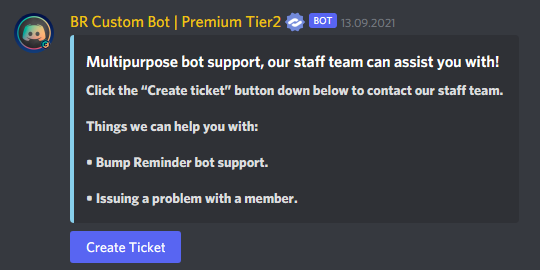 BR Custom Bot | Premium Tier2 BOT 13.09.2021
Multipurpose bot support, our staff team can assist you with!
Click the “Create ticket” button down below to contact our staff team.
Things we can help you with:
• Bump Reminder bot support.
• Issuing a problem with a member.
Create Ticket